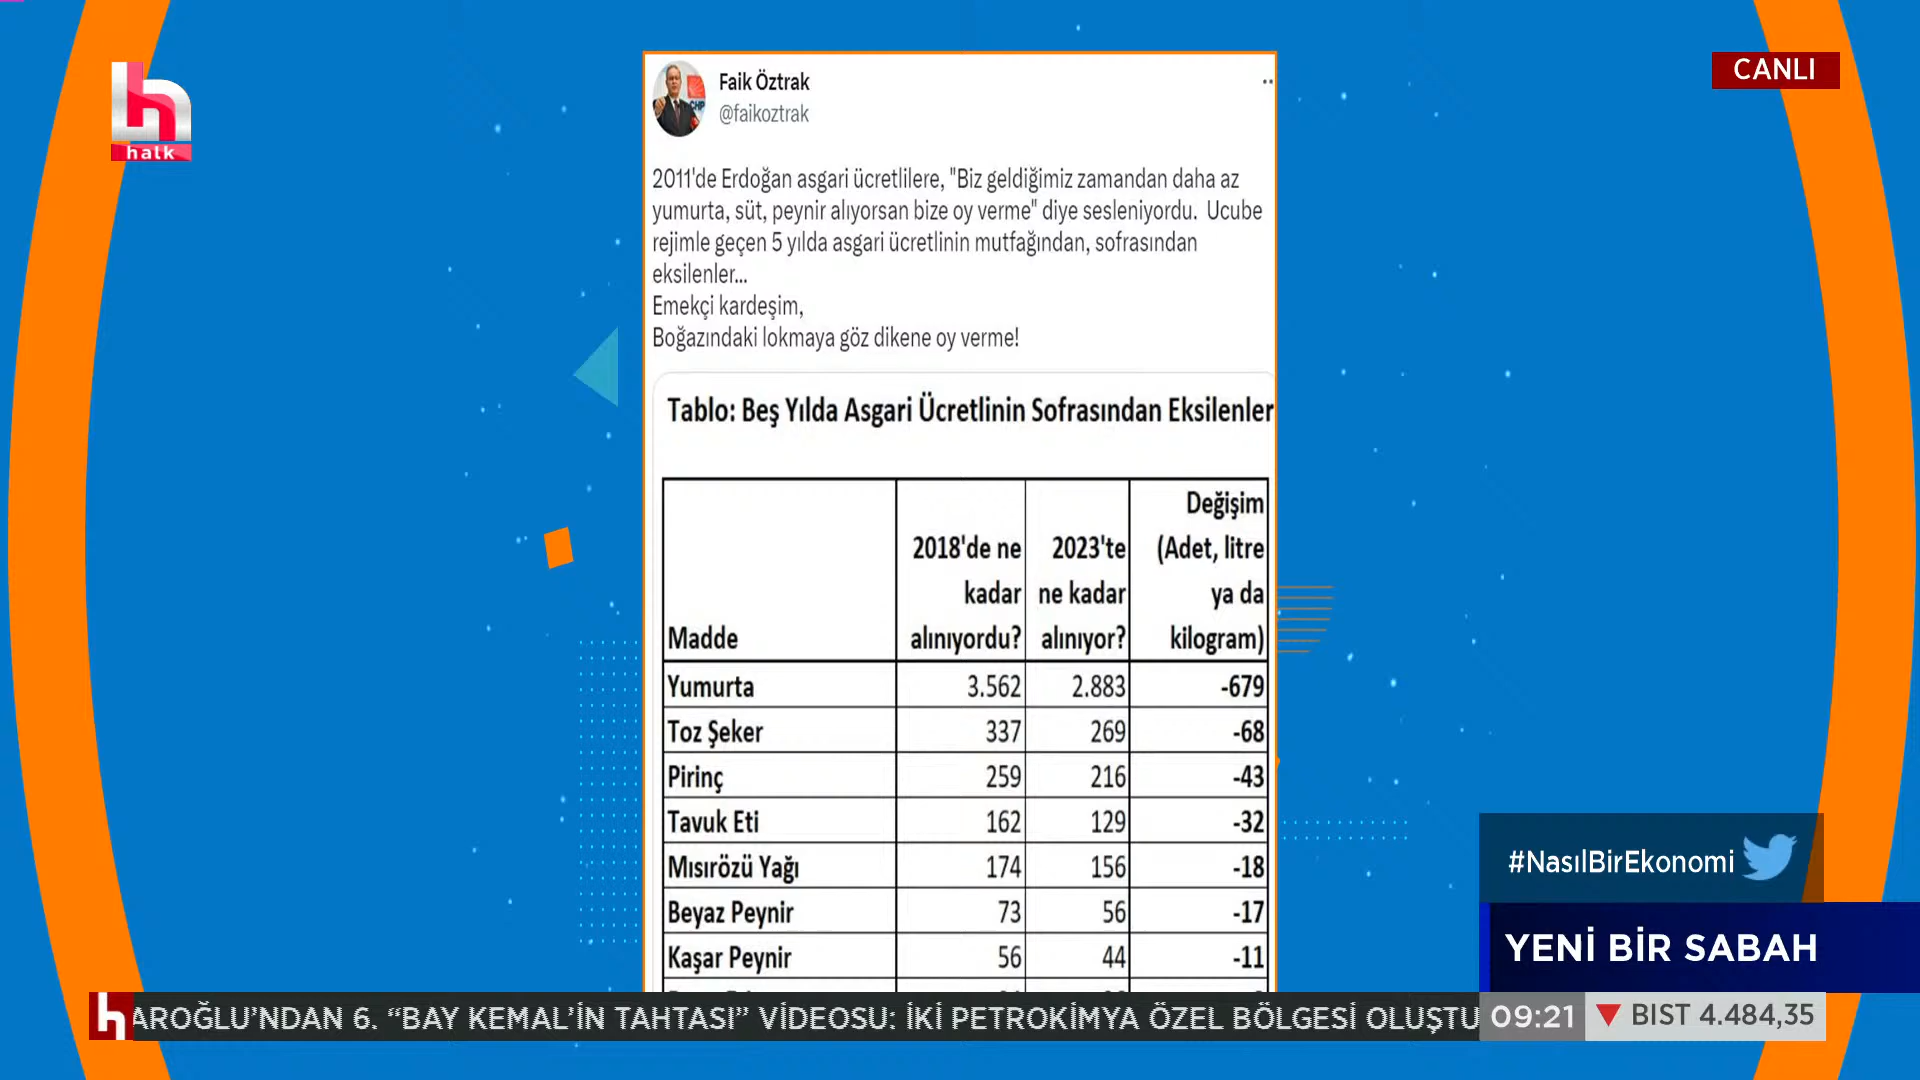 h
halk
CANLI
Faik Öztrak
@faikoztrak
CHP
2011'de Erdoğan asgari ücretlilere, "Biz geldiğimiz zamandan daha az
yumurta, süt, peynir alıyorsan bize oy verme" diye sesleniyordu. Ucube
rejimle geçen 5 yılda asgari ücretlinin mutfağından, sofrasından
eksilenler...
Emekçi kardeşim,
Boğazındaki lokmaya göz dikene oy verme!
Tablo: Beş Yılda Asgari Ücretlinin Sofrasından Eksilenler
Madde 2018'de ne kadar alınıyordu? 2023'te ne kadar alınıyor? Değişim (Adet, litre ya da kilogram)
Yumurta 3.562 2.883 -679
Toz Şeker 337 269 -68
Pirinç 259 216 -43
Tavuk Eti 162 129 -32
Mısırözü Yağı 174 156 -18
Beyaz Peynir 73 56 -17
Kaşar Peynir 56 44 -11
#NasılBirEkonomi
YENİ BİR SABAH
h AROĞLU'NDAN 6. “BAY KEMAL'İN TAHTASI” VİDEOSU: İKİ PETROKİMYA ÖZEL BÖLGESİ OLUŞTU 09:21 BIST 4.484,35